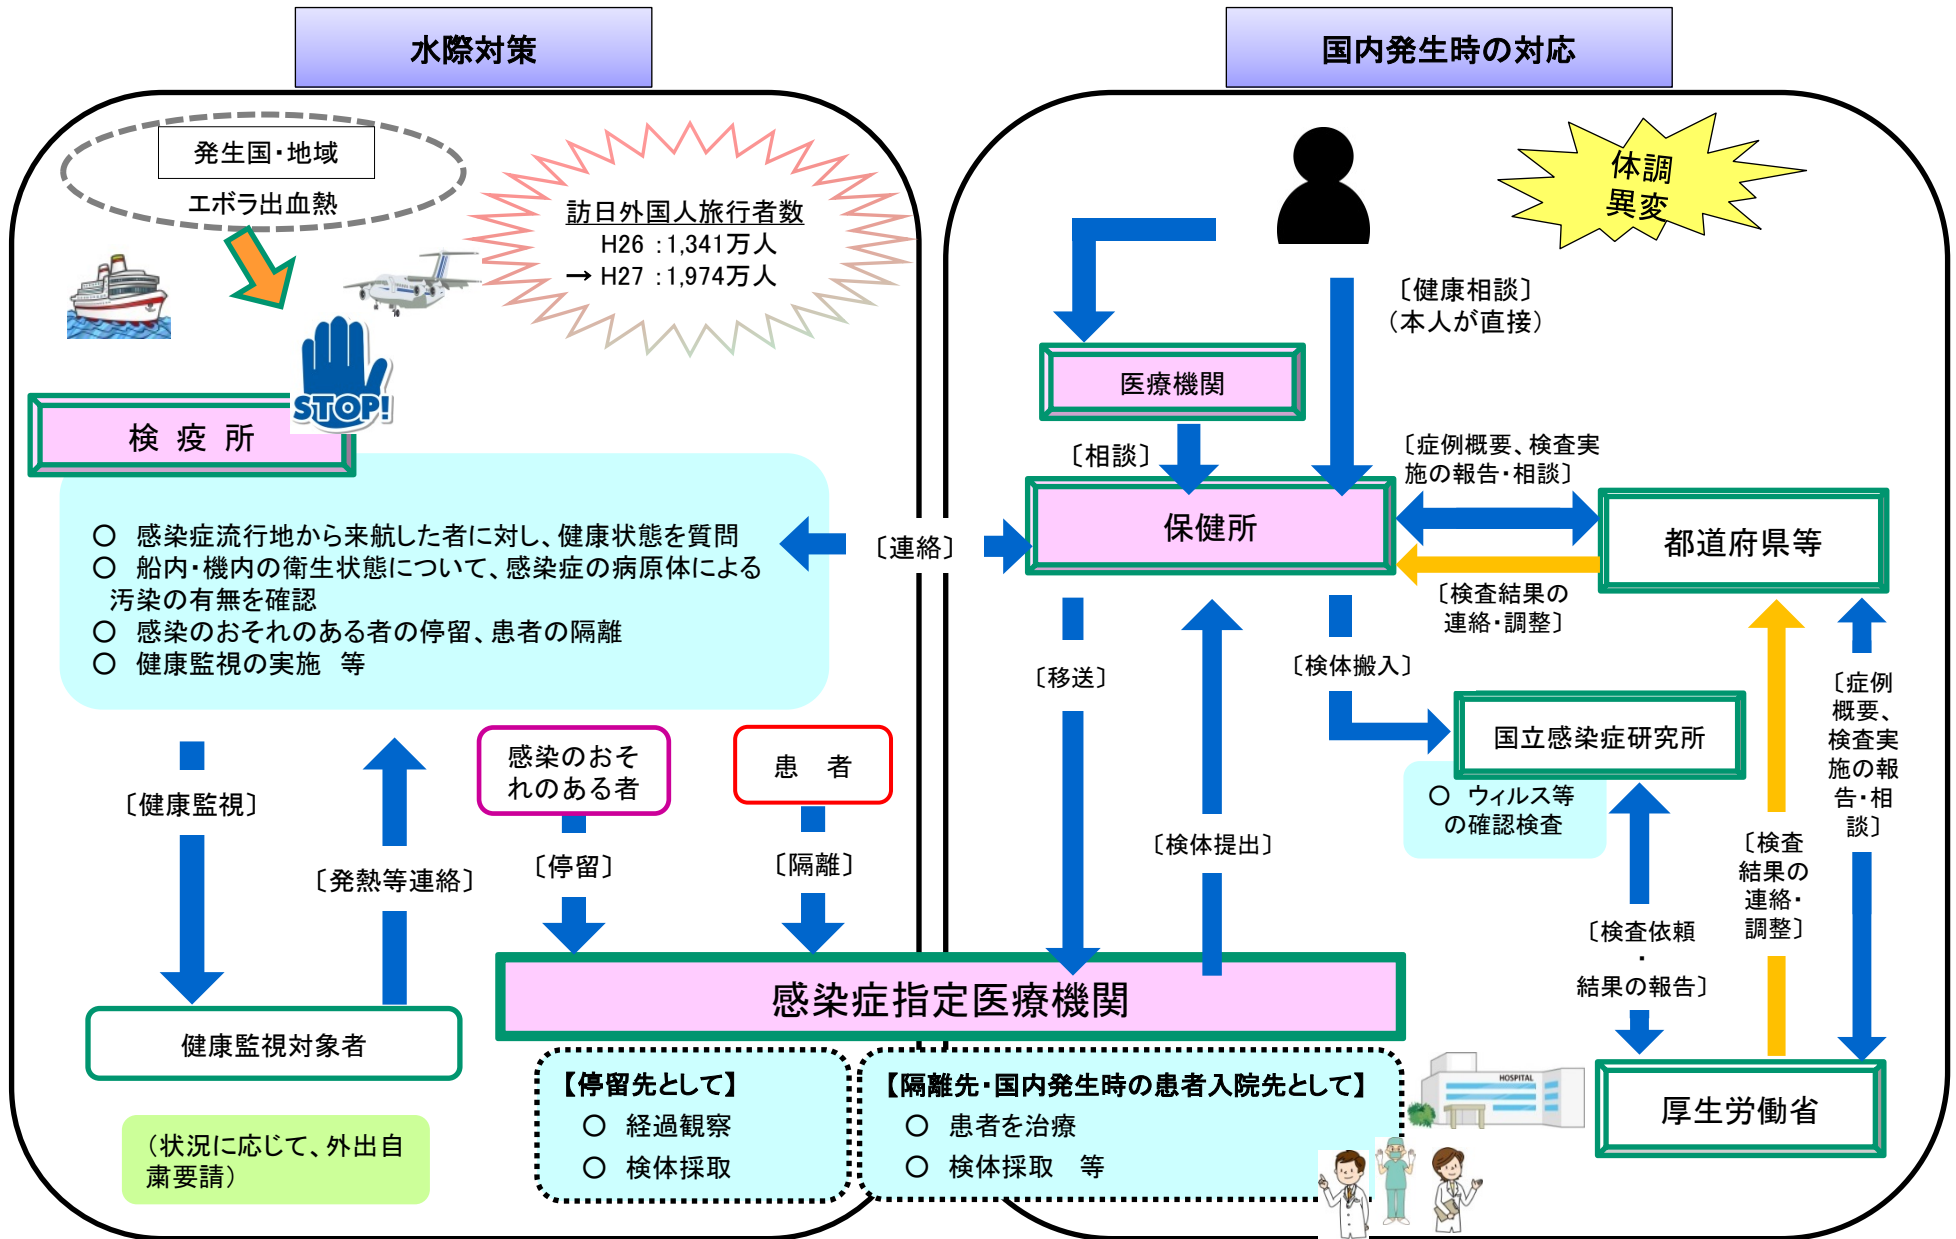 水際対策
発生国・地域
エボラ出血熱
訪日外国人旅行者数
H26 :1,341万人
→ H27 :1,974万人
STOP!
検 疫 所
○ 感染症流行地から来航した者に対し、健康状態を質問
○ 船内・機内の衛生状態について、感染症の病原体による
汚染の有無を確認
○ 感染のおそれのある者の停留、患者の隔離
○ 健康監視の実施 等
〔健康監視〕
〔発熱等連絡〕
感染のおそ
れのある者
患 者
〔停留〕
〔隔離〕
健康監視対象者
(状況に応じて、外出自
粛要請)
〔連絡〕
国内発生時の対応
体調
異変
〔健康相談〕
(本人が直接)
医療機関
〔相談〕
保健所
〔症例概要、検査実
施の報告・相談〕
都道府県等
〔検査結果の
連絡・調整〕
〔移送〕
〔検体提出〕
〔検体搬入〕
国立感染症研究所
○ ウィルス等
の確認検査
〔検査依頼
・
結果の報告〕
〔検査
結果の
連絡・
調整〕
〔症例
概要、
検査実
施の報
告・相
談〕
厚生労働省
HOSPITAL
感染症指定医療機関
【停留先として】
○ 経過観察
○ 検体採取
【隔離先・国内発生時の患者入院先として】
○ 患者を治療
○ 検体採取 等